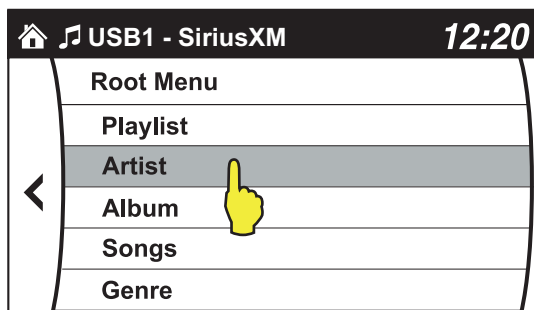 USB1 - SiriusXM 12:20
Root Menu
Playlist
Artist
Album
Songs
Genre